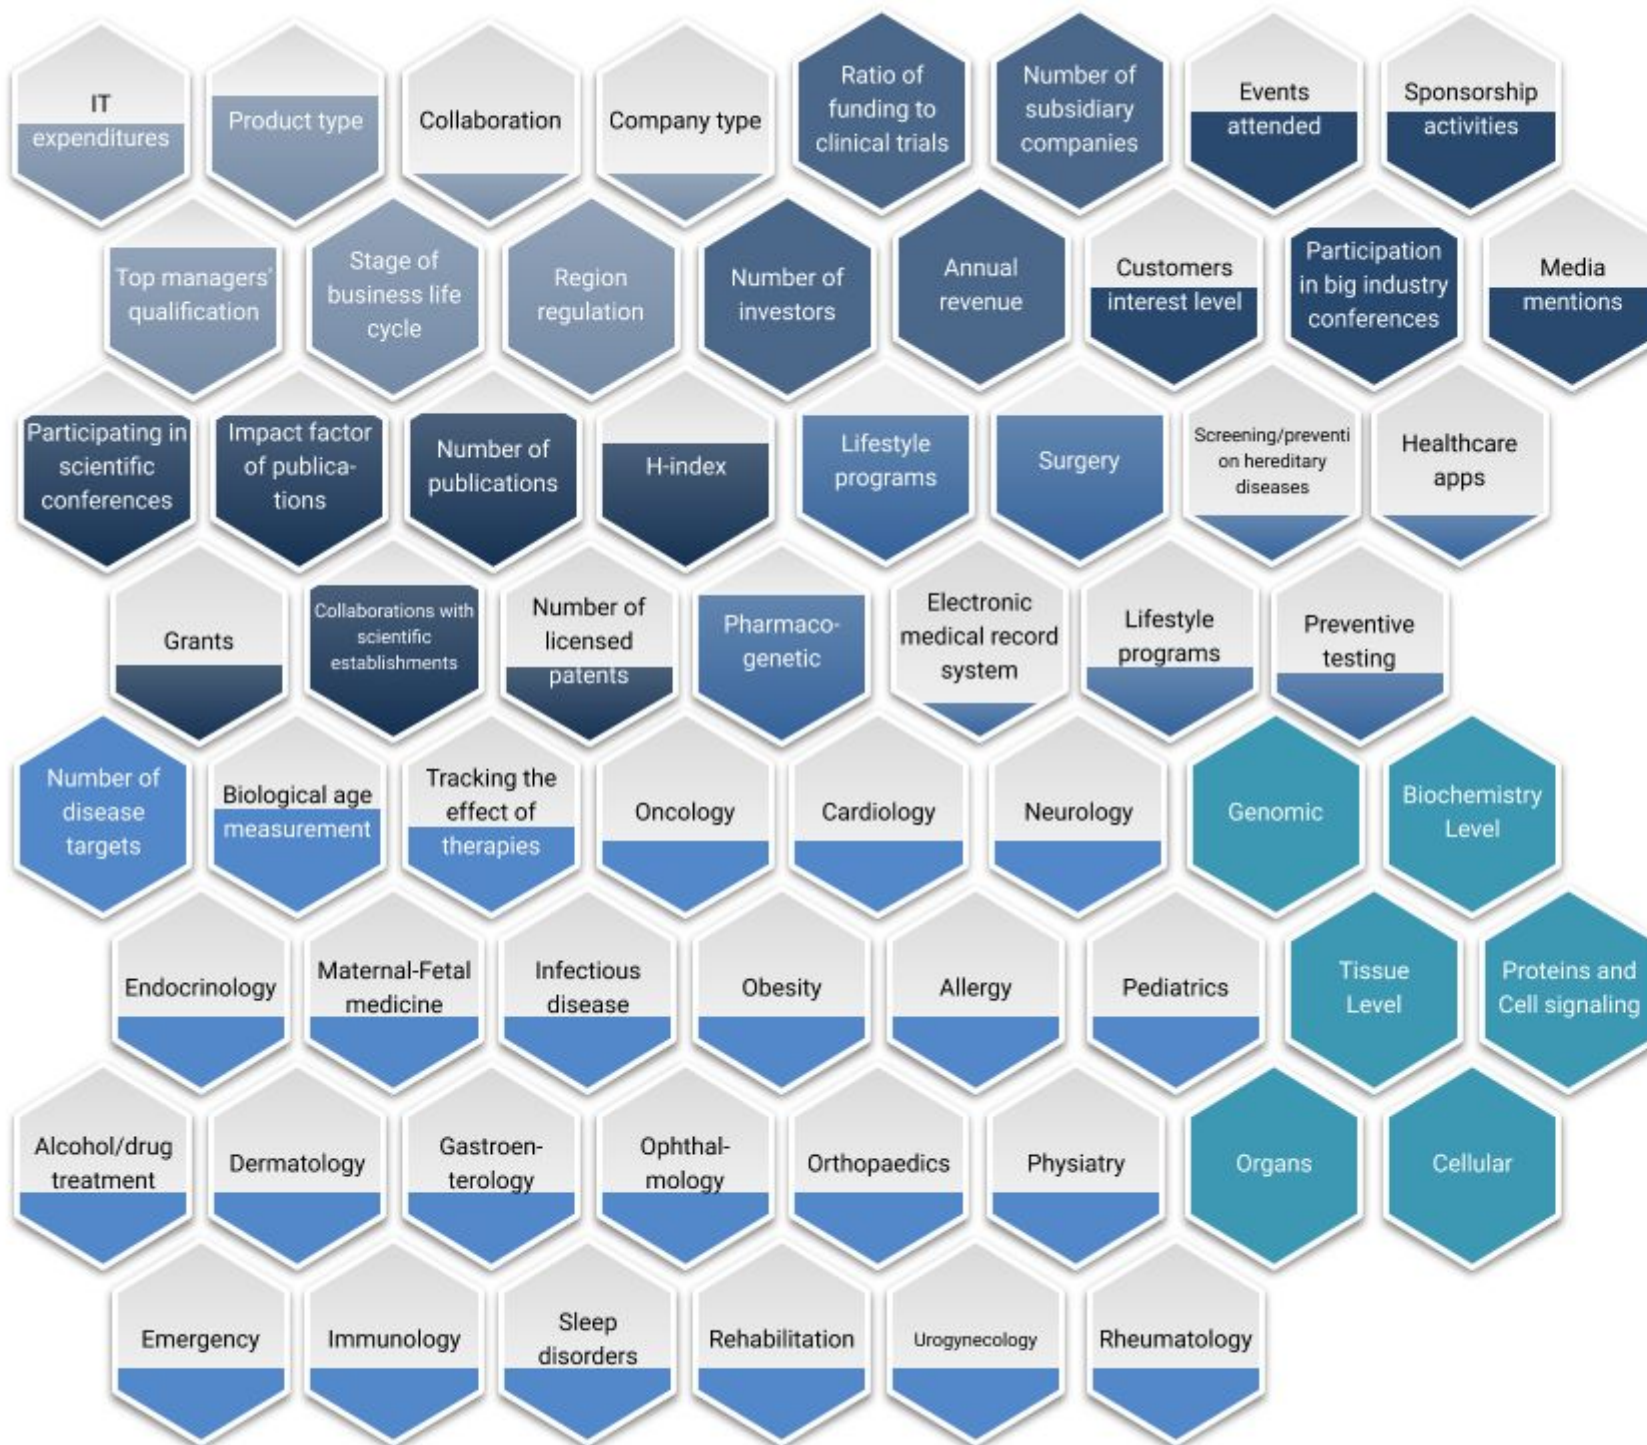 IT
expenditures
Product type
Collaboration
Company type
Ratio of
funding to
clinical trials
Number of
subsidiary
companies
Events
attended
Sponsorship
activities
Top managers'
qualification
Stage of
business life
cycle
Region
regulation
Number of
investors
Annual
revenue
Customers
interest level
Participation
in big industry
conferences
Media
mentions
Participating in
scientific
conferences
Impact factor
of publica-
tions
Number of
publications
H-index
Lifestyle
programs
Surgery
Screening/preventi
on hereditary
diseases
Healthcare
apps
Grants
Collaborations with
scientific
establishments
Number of
licensed
patents
Pharmaco-
genetic
Electronic
medical record
system
Lifestyle
programs
Preventive
testing
Number of
disease
targets
Biological age
measurement
Tracking the
effect of
therapies
Oncology
Cardiology
Neurology
Genomic
Biochemistry
Level
Endocrinology
Maternal-Fetal
medicine
Infectious
disease
Obesity
Allergy
Pediatrics
Tissue
Level
Proteins and
Cell signaling
Alcohol/drug
treatment
Dermatology
Gastroen-
terology
Ophthal-
mology
Orthopaedics
Physiatry
Organs
Cellular
Emergency
Immunology
Sleep
disorders
Rehabilitation
Urogynecology
Rheumatology